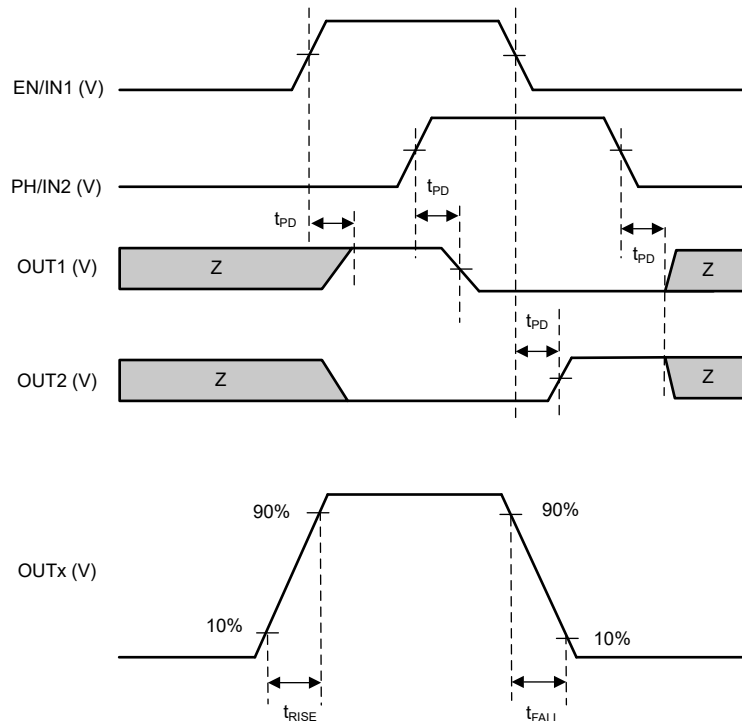 EN/IN1 (V)
PH/IN2 (V)
t_PD
t_PD
OUT1 (V)
Z
t_PD
Z
t_PD
OUT2 (V)
Z
Z
90%
90%
OUTx (V)
10%
10%
t_RISE
t_FALL